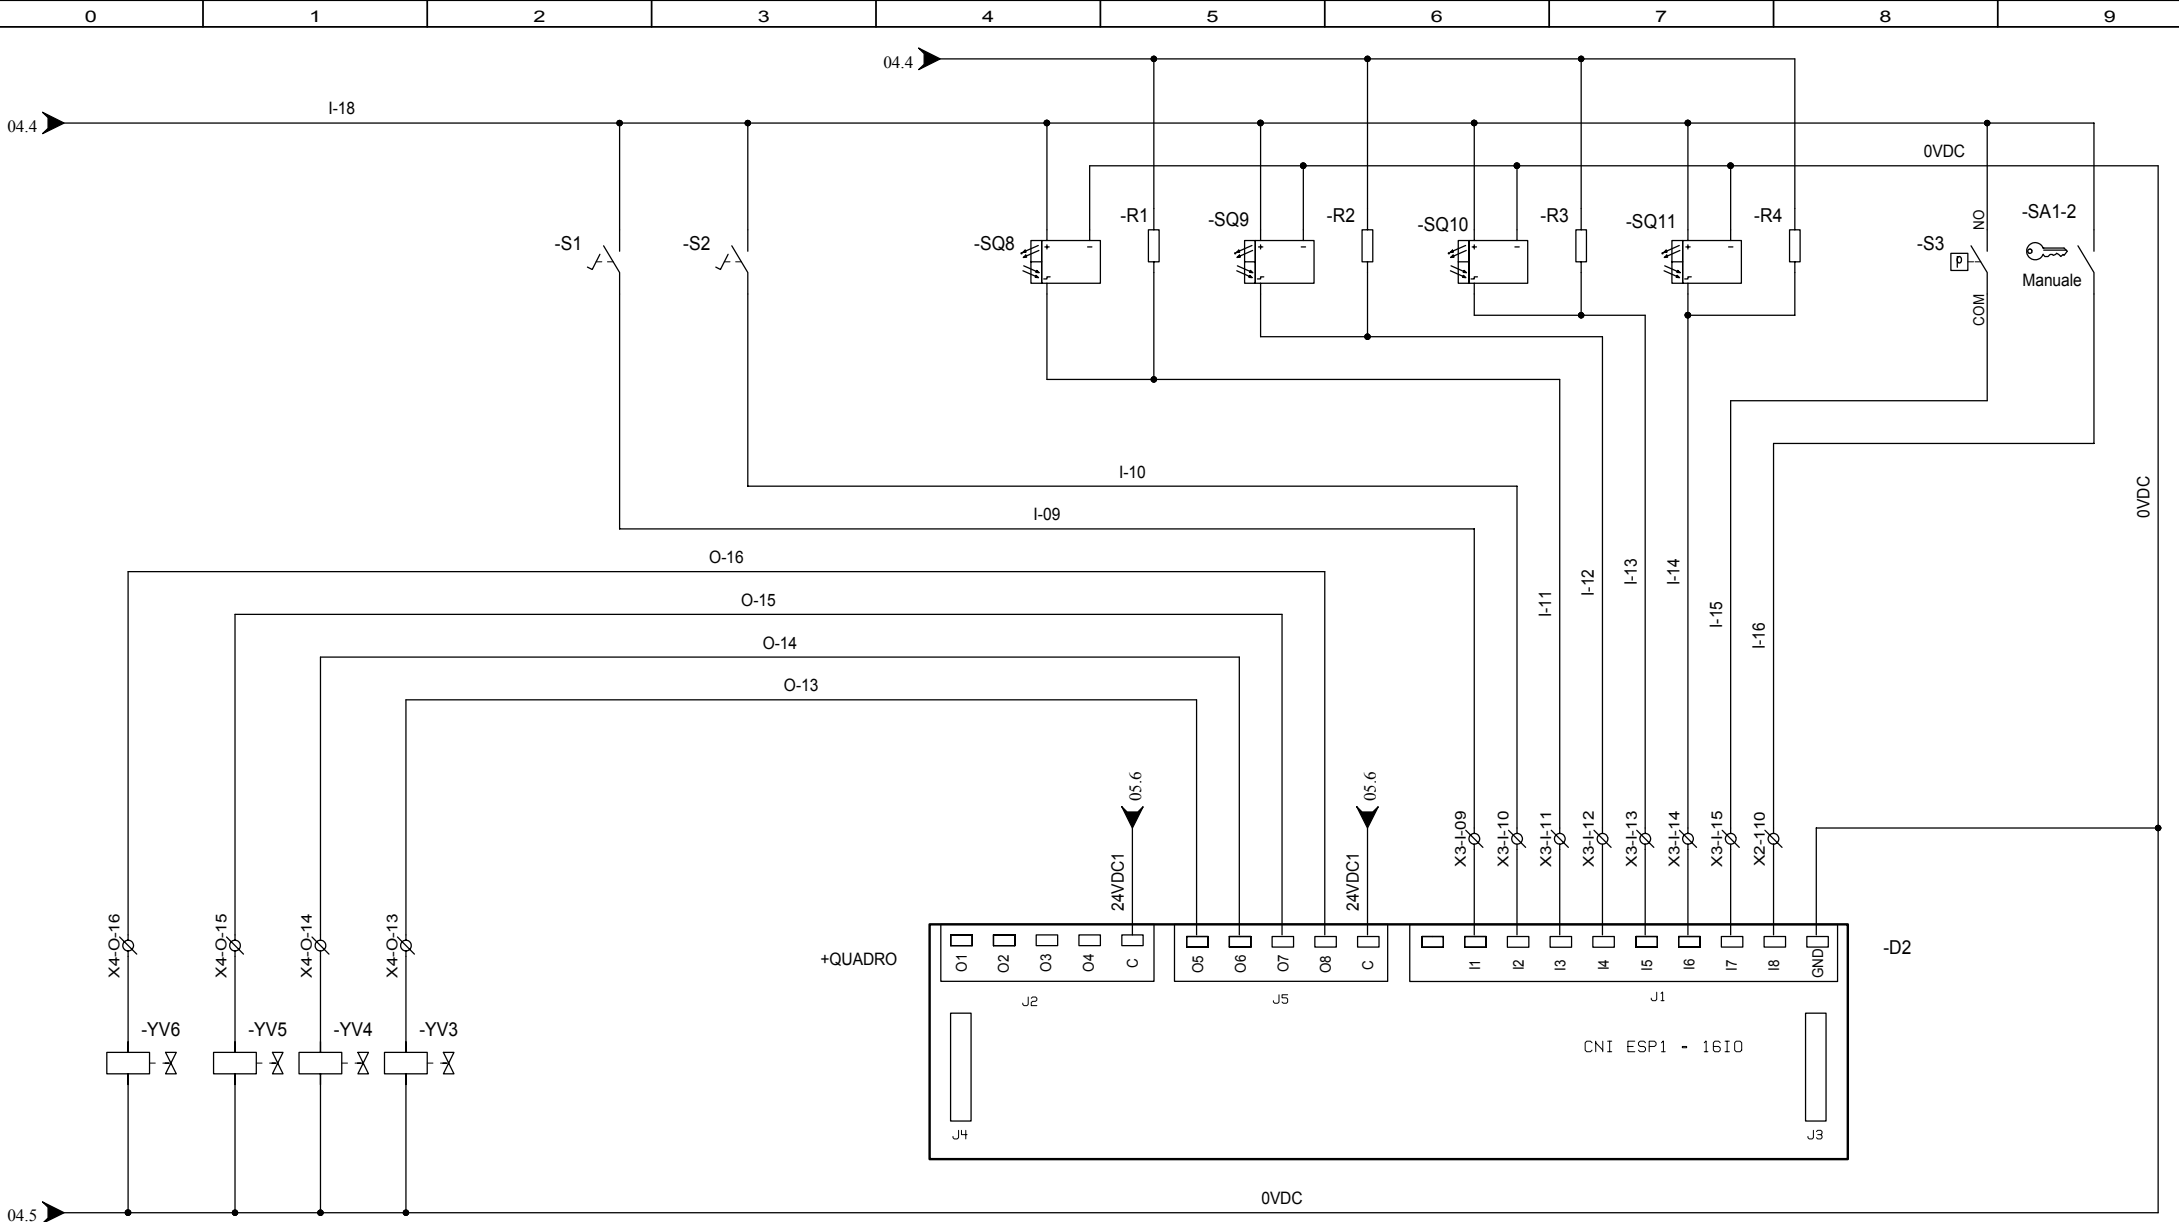 0 1 2 3 4 5 6 7 8 9
04.4
04.4
I-18
0VDC
-S1
-S2
-SQ8
-R1
-SQ9
-R2
-SQ10
-R3
-SQ11
-R4
-S3
NO
COM
P
-SA1-2
Manuale
+ -
+ -
+ -
+ -
I-10
I-09
0VDC
O-16
O-15
O-14
O-13
I-11
I-12
I-13
I-14
I-15
I-16
05.6
05.6
24VDC1
24VDC1
X3-I-09
X3-I-10
X3-I-11
X3-I-12
X3-I-13
X3-I-14
X3-I-15
X2-110
X4-O-16
X4-O-15
X4-O-14
X4-O-13
+QUADRO
O1 O2 O3 O4 C
O5 O6 O7 O8 C
I1 I2 I3 I4 I5 I6 I7 I8 GND
-D2
J2
J5
J1
-YV6
-YV5
-YV4
-YV3
CNI ESP1 - 16IO
J4
J3
0VDC
04.5